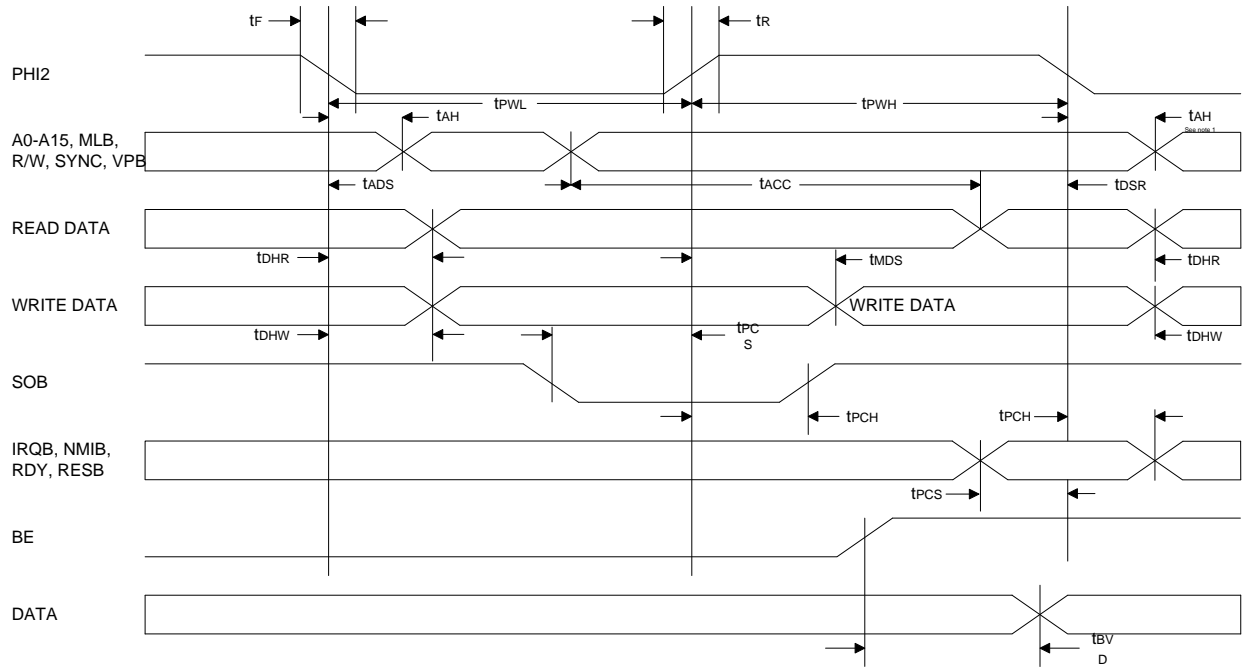 tF
tR
PHI2
tPWL
tPWH
tAH
tAH
See note 1
A0-A15, MLB,
R/W, SYNC, VPB
tADS
tACC
tDSR
READ DATA
tDHR
tMDS
tDHR
WRITE DATA
WRITE DATA
tDHW
tPC
S
tDHW
SOB
tPCH
tPCH
IRQB, NMIB,
RDY, RESB
tPCS
BE
DATA
tBV
D